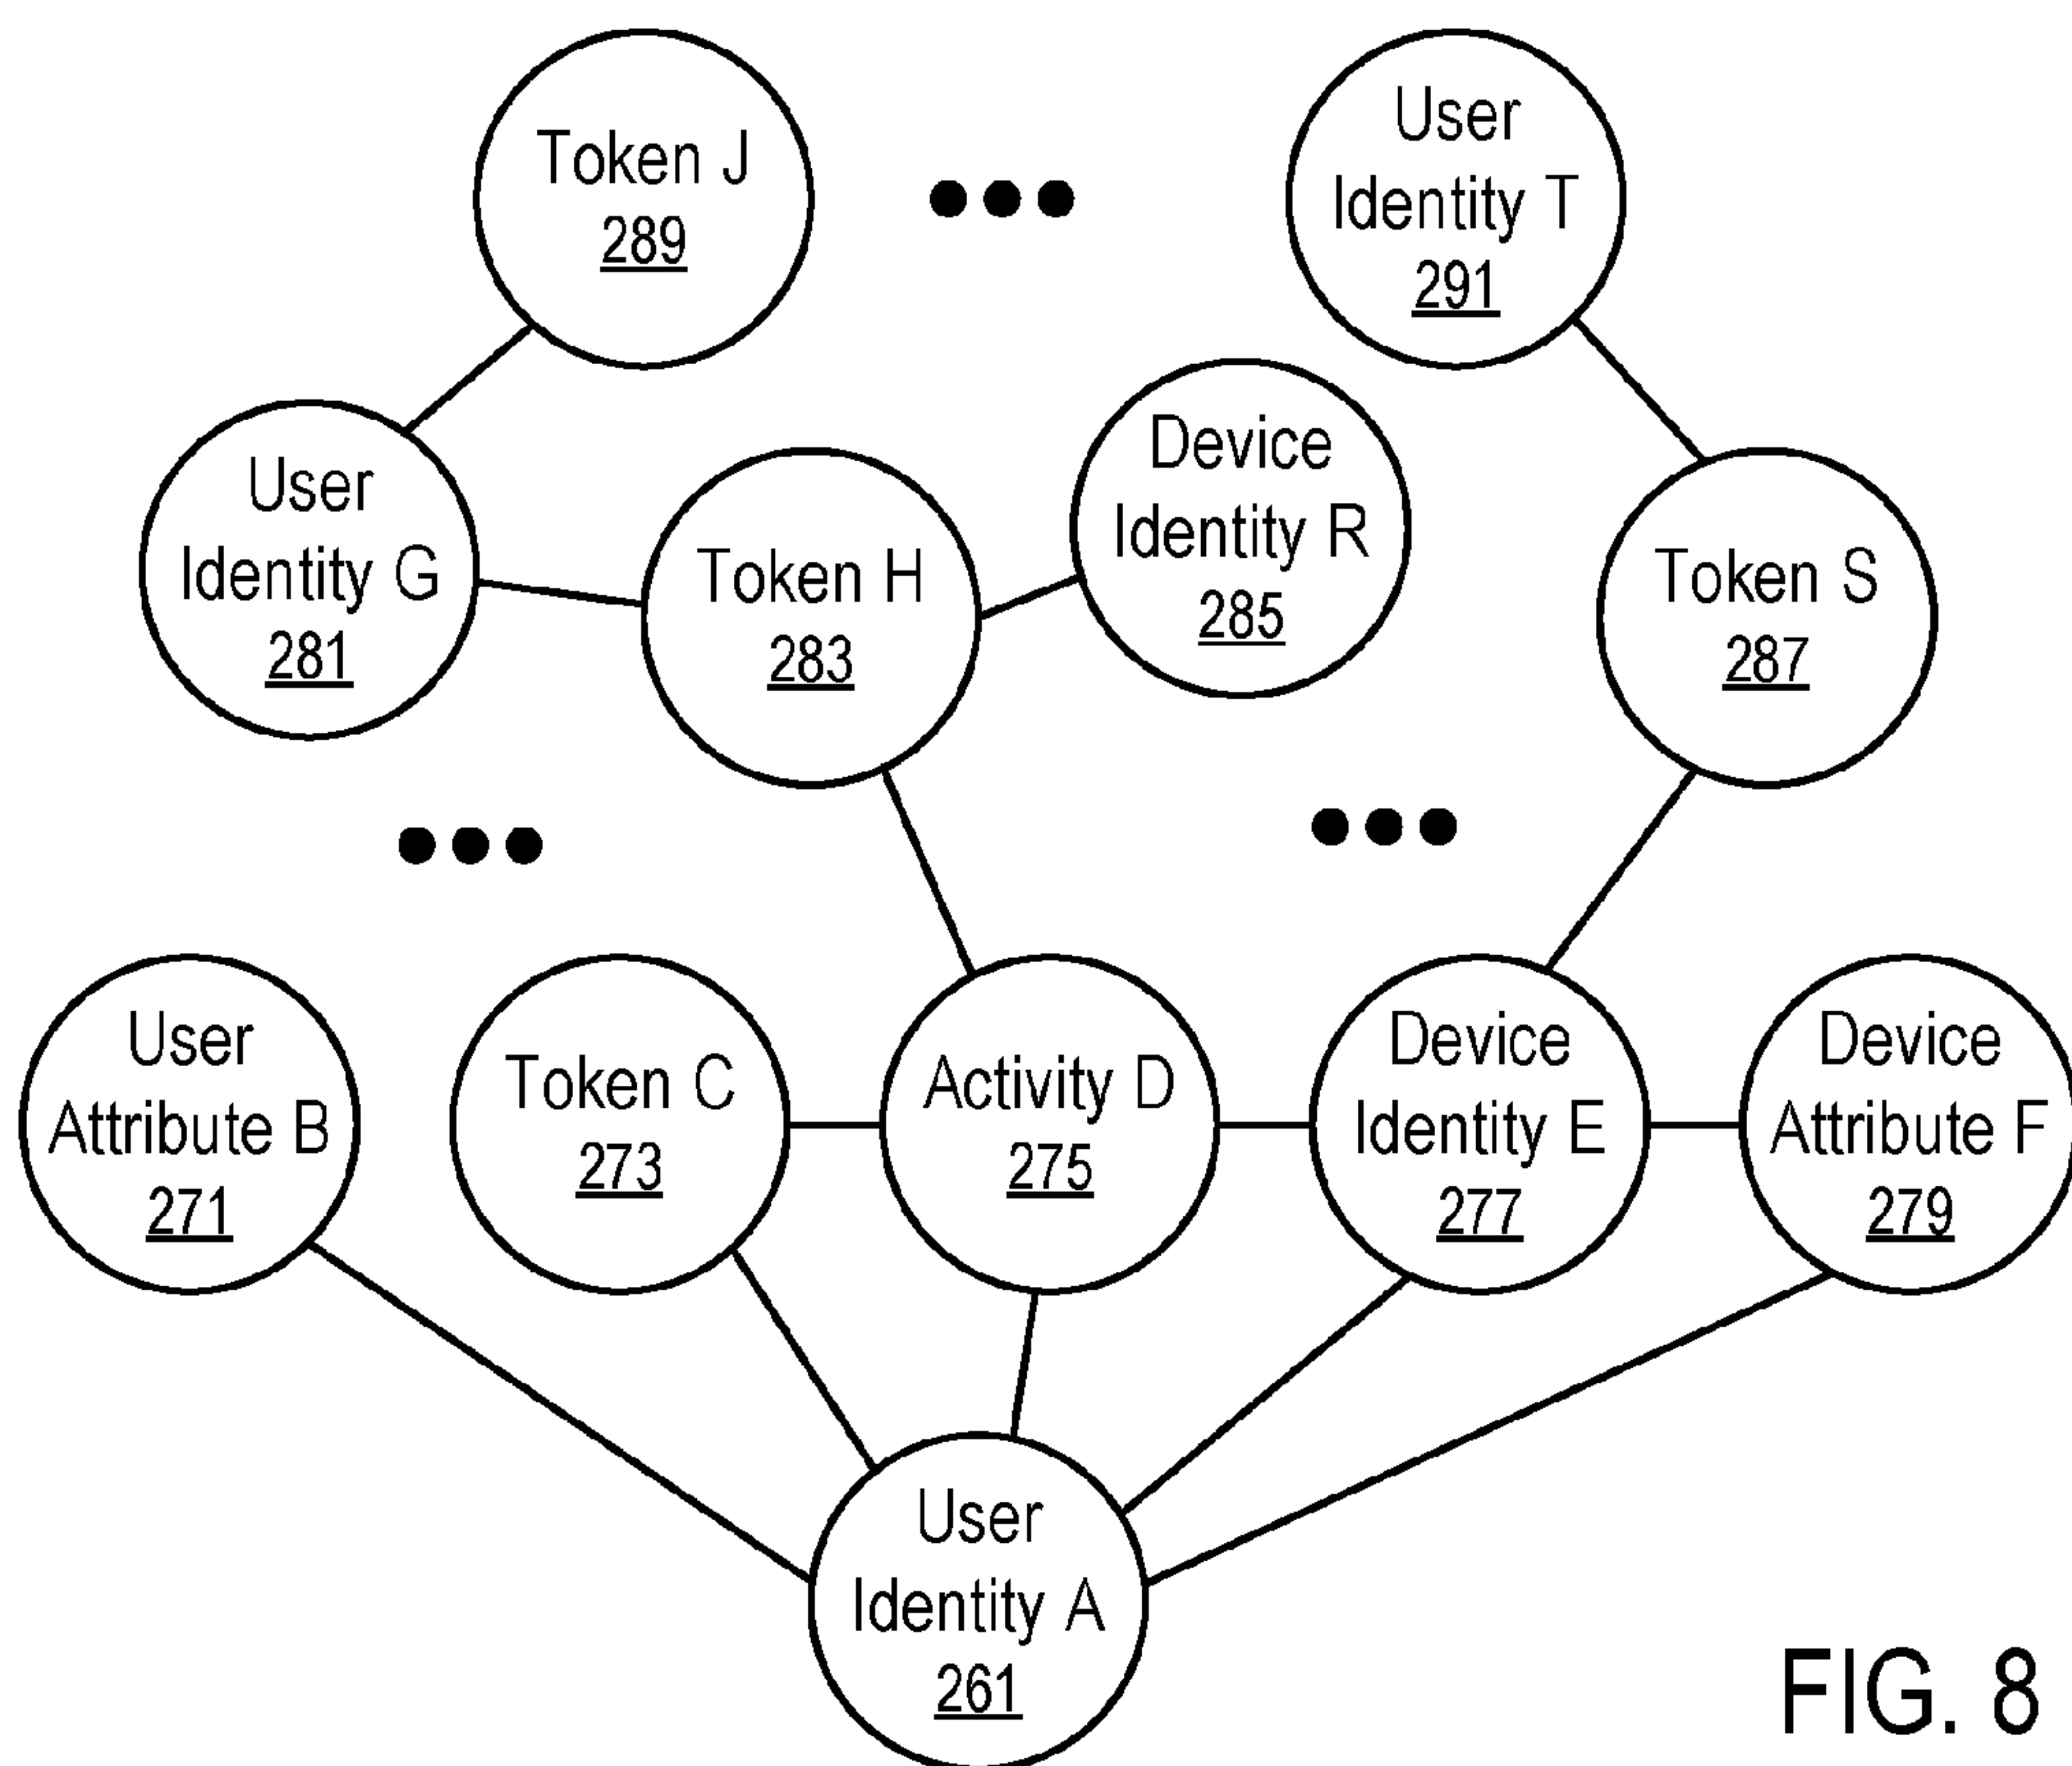 Token J
289
User
Identity T
291
User
Identity G
281
Token H
283
Device
Identity R
285
Token S
287
User
Attribute B
271
Token C
273
Activity D
275
Device
Identity E
277
Device
Attribute F
279
User
Identity A
261
FIG. 8